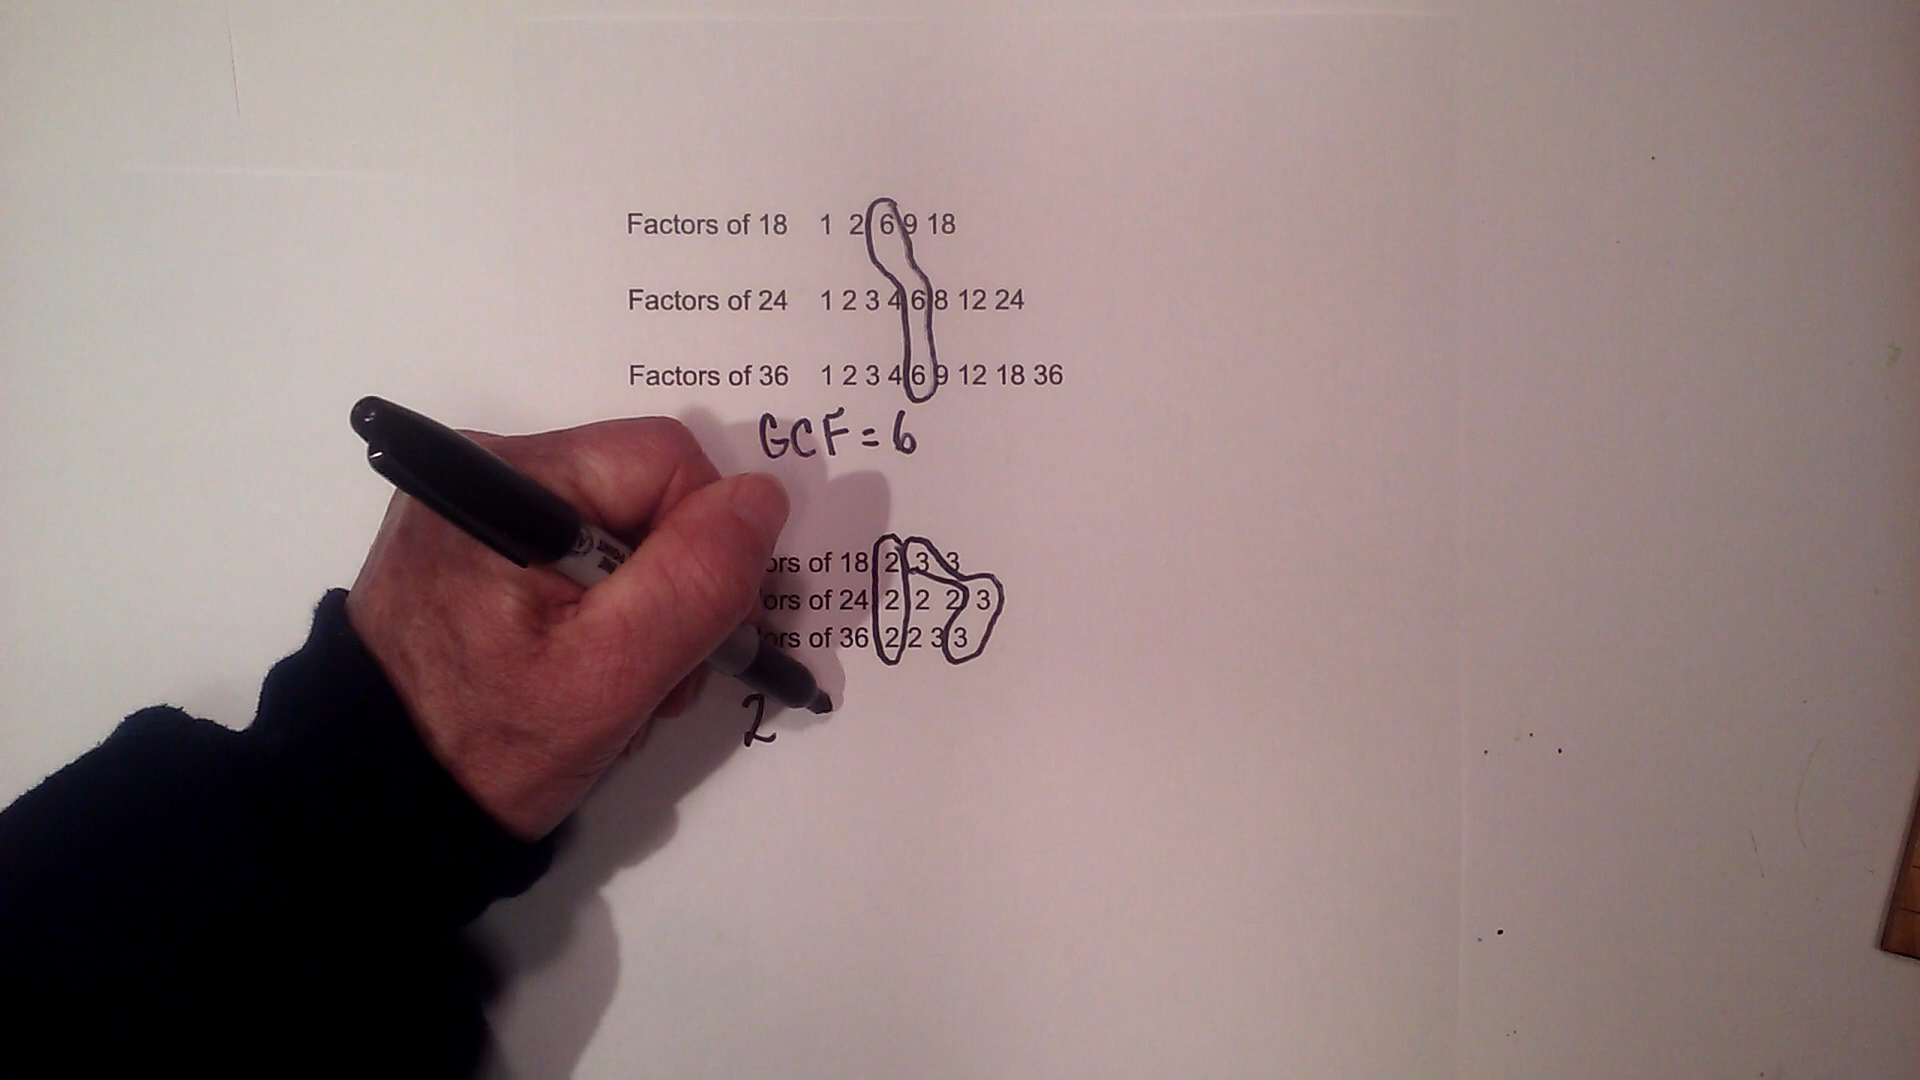 Factors of 18 1 2 6 9 18
Factors of 24 1 2 3 4 6 8 12 24
Factors of 36 1 2 3 4 6 9 12 18 36
GCF = 6
ors of 18 2 3 3
ors of 24 2 2 2 3
ors of 36 2 2 3 3
2